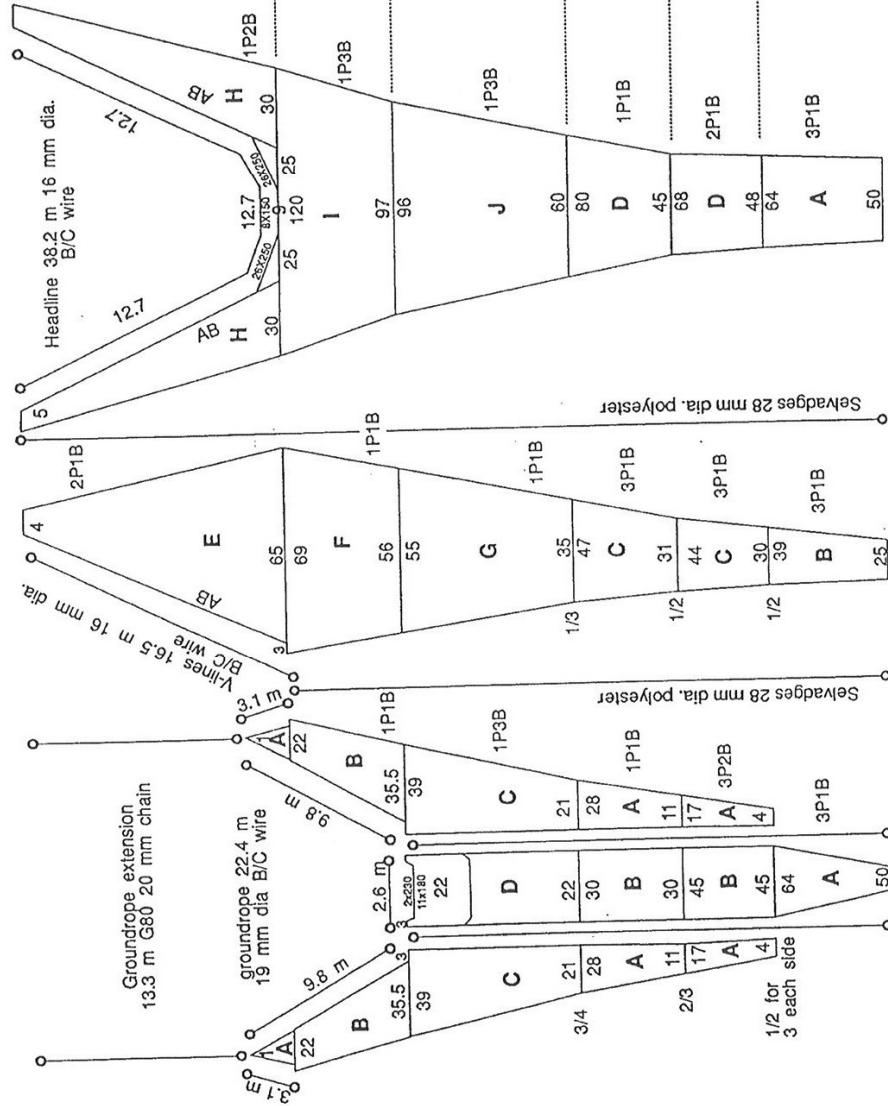 Headline 38.2 m 16 mm dia.
B/C wire
12.7
12.7
12.7
8X150
26X250
26X250
5
AB
H
30
AB
H
30
25
9
25
120
I
97
96
J
60
80
D
45
68
D
48
64
A
50
1P2B
1P3B
1P3B
1P1B
2P1B
3P1B
Selvadges 28 mm dia. polyester
2P1B
4
E
AB
65
3
69
F
56
55
G
35
47
C
31
44
C
30
39
B
25
1P1B
1P1B
3P1B
3P1B
3P1B
1/3
1/2
1/2
V-lines 16.5 m 16 mm dia.
B/C wire
Selvadges 28 mm dia. polyester
Groundrope extension
13.3 m G80 20 mm chain
groundrope 22.4 m
19 mm dia B/C wire
3.1 m
9.8 m
2.6 m
9.8 m
3.1 m
1
A
22
B
35.5
39
C
21
28
A
11
17
A
4
1P1B
1P3B
1P1B
3P2B
3P1B
3
2x230
11x180
22
D
22
30
B
30
45
B
45
64
A
50
1
A
22
B
35.5
3
39
C
21
28
A
11
17
A
4
3/4
2/3
1/2 for
3 each side